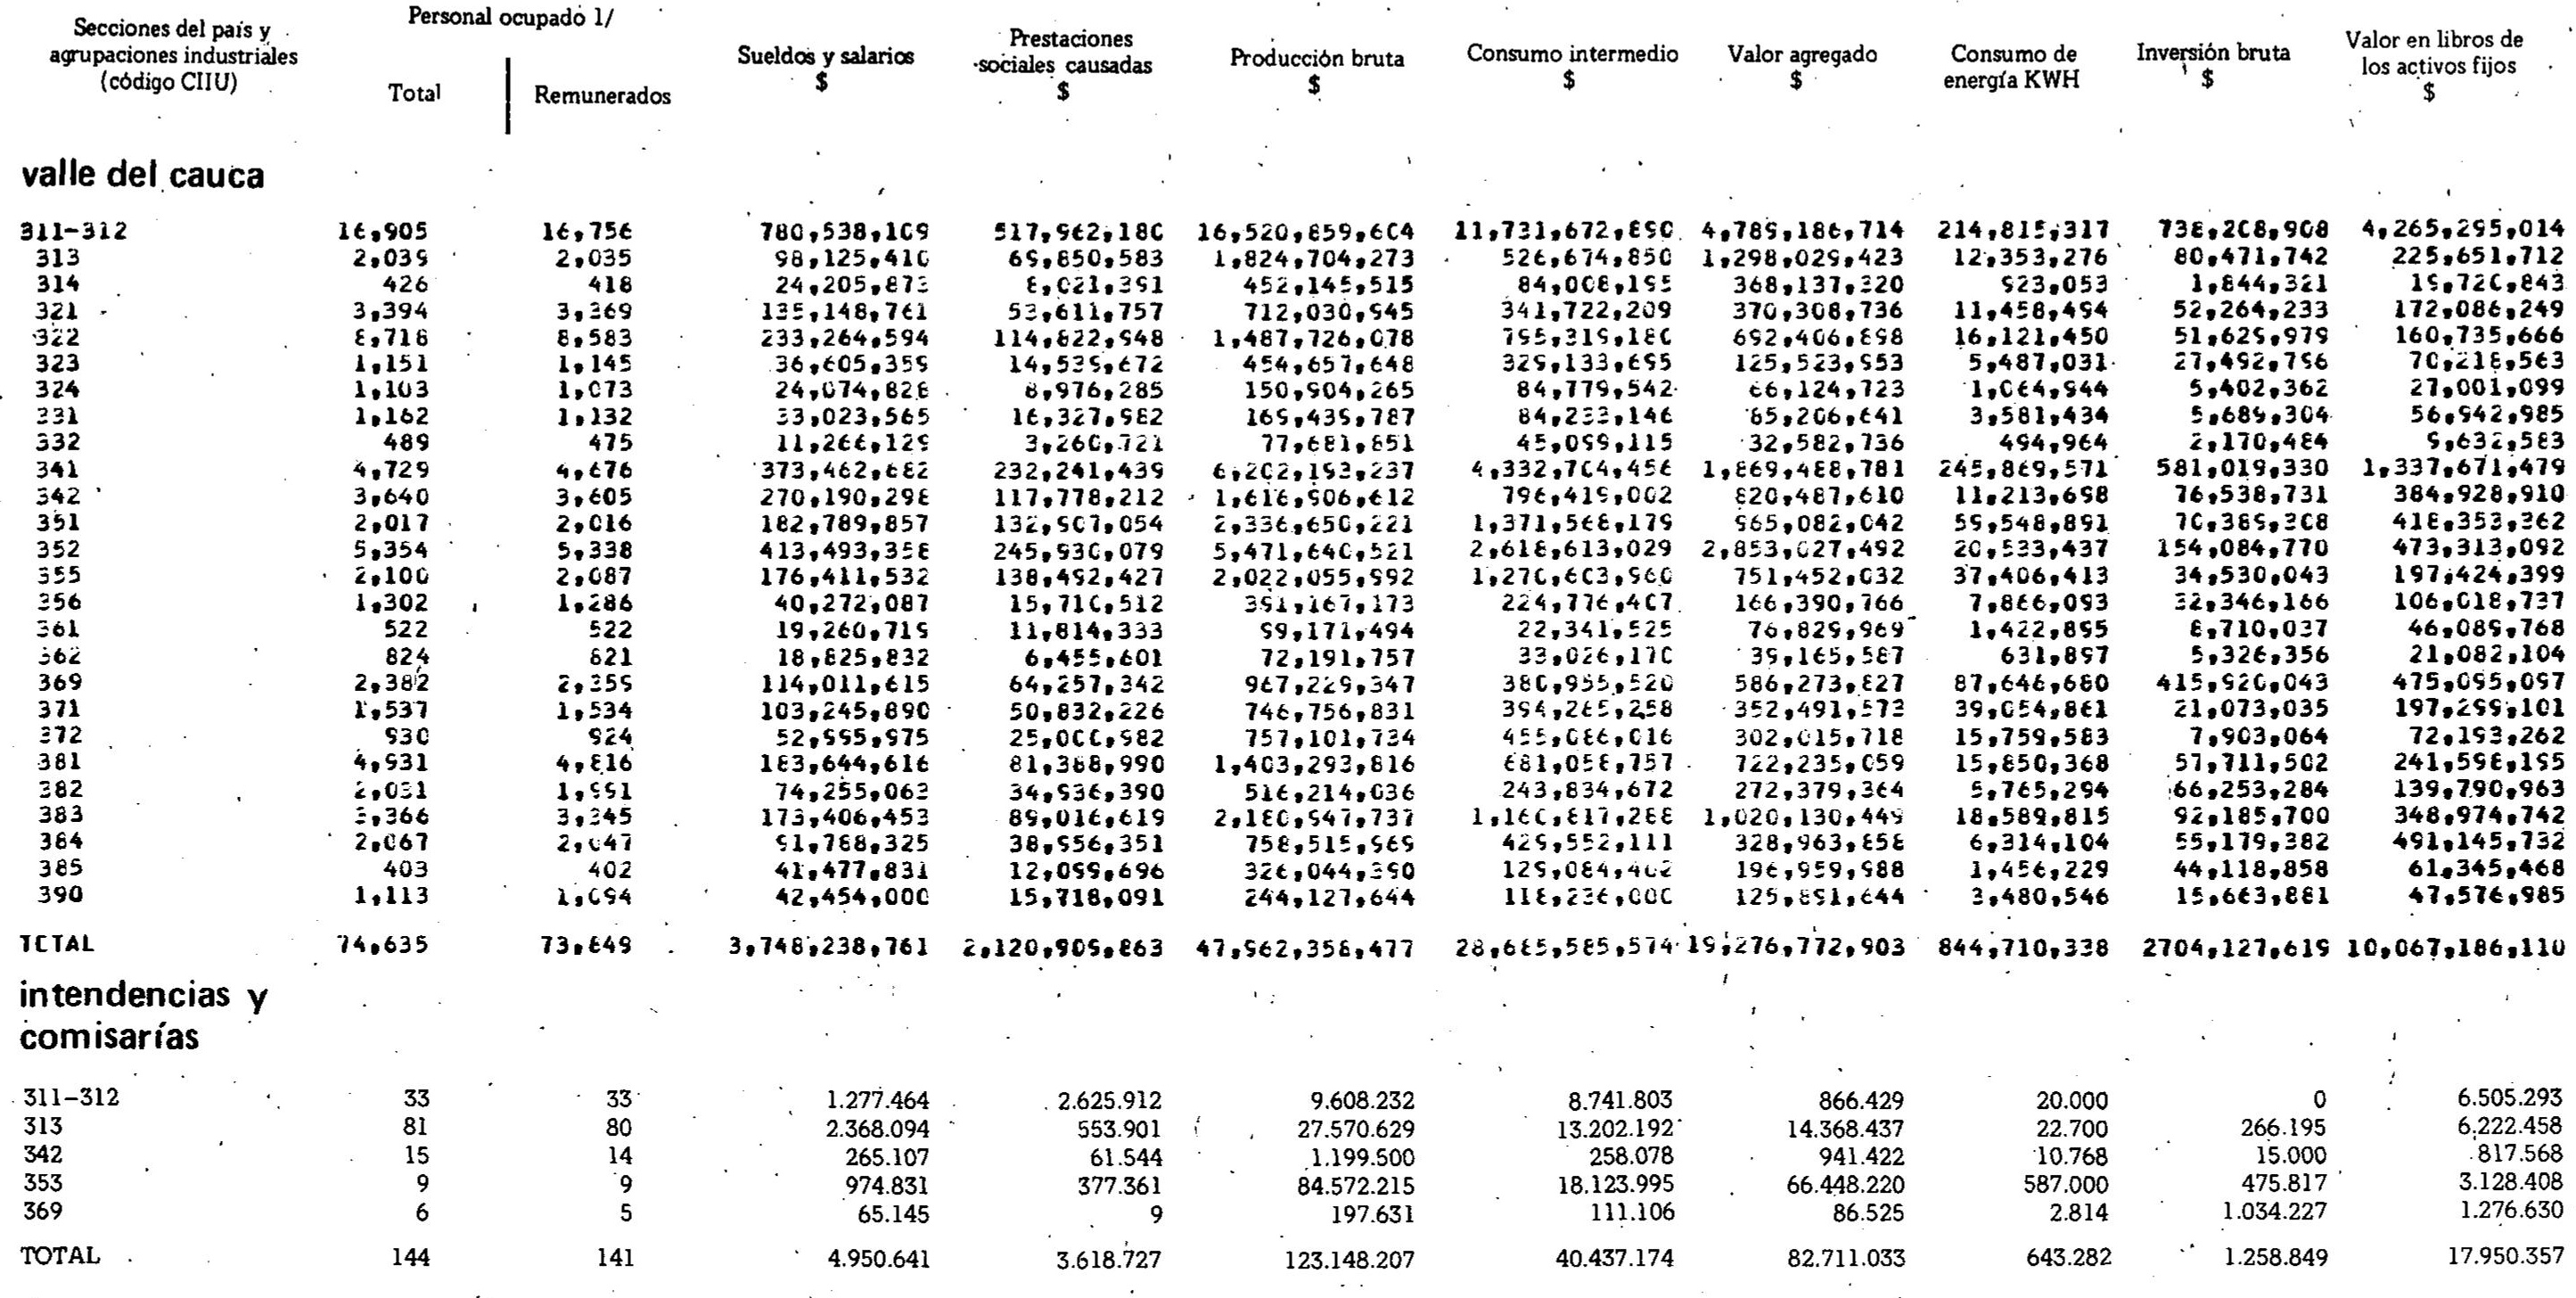 Secciones del país y agrupaciones industriales (código CIIU) Personal ocupado 1/ Total Remunerados Sueldos y salarios $ Prestaciones sociales causadas $ Producción bruta $ Consumo intermedio $ Valor agregado $ Consumo de energía KWH Inversión bruta $ Valor en libros de los activos fijos $
valle del cauca
311-312 16,905 16,756 780,538,109 517,962,180 16,520,859,604 11,731,672,890 4,789,186,714 214,815,317 738,208,908 4,265,295,014
313 2,039 2,035 98,125,410 69,850,583 1,824,704,273 526,674,850 1,298,029,423 12,353,276 80,471,742 225,651,712
314 426 418 24,205,873 8,021,391 452,145,515 84,008,195 368,137,320 923,053 1,844,321 19,720,843
321 3,394 3,369 135,148,761 53,611,757 712,030,945 341,722,209 370,308,736 11,458,494 52,264,233 172,086,249
322 8,718 8,583 233,264,594 114,822,948 1,487,726,078 795,319,180 692,406,898 16,121,450 51,629,979 160,735,666
323 1,151 1,145 36,605,359 14,539,672 454,657,648 329,133,695 125,523,953 5,487,031 27,492,796 70,218,563
324 1,103 1,073 24,074,828 8,976,285 150,904,265 84,779,542 66,124,723 1,064,944 5,402,362 27,001,099
331 1,162 1,132 33,023,565 16,327,982 169,439,787 84,233,146 85,206,641 3,581,434 5,689,304 56,942,985
332 489 475 11,266,129 3,260,721 77,681,851 45,099,115 32,582,736 494,964 2,170,484 9,632,583
341 4,729 4,676 373,462,682 232,241,439 6,202,193,237 4,332,704,456 1,869,488,781 245,869,571 581,019,330 1,337,671,479
342 3,640 3,605 270,190,298 117,778,212 1,616,906,612 796,419,002 820,487,610 11,213,698 76,538,731 384,928,910
351 2,017 2,016 182,789,857 132,907,054 2,336,650,221 1,371,568,179 965,082,042 59,548,891 70,389,308 418,353,362
352 5,354 5,338 413,493,358 245,930,079 5,471,640,521 2,618,613,029 2,853,027,492 20,533,437 154,084,770 473,313,092
355 2,100 2,087 176,411,532 138,492,427 2,022,055,992 1,270,603,960 751,452,032 37,406,413 34,530,043 197,424,399
356 1,302 1,286 40,272,087 15,710,512 391,167,173 224,776,407 166,390,766 7,866,093 32,346,166 106,018,737
361 522 522 19,260,719 11,814,333 99,171,494 22,341,525 76,829,969 1,422,895 8,710,037 46,089,768
362 824 821 18,825,832 6,455,601 72,191,757 33,026,170 39,165,587 631,897 5,326,356 21,082,104
369 2,382 2,359 114,011,615 64,257,342 967,229,347 380,955,520 586,273,827 87,646,680 415,920,043 475,095,097
371 1,537 1,534 103,245,890 50,832,226 746,756,831 394,265,258 352,491,573 39,054,861 21,073,035 197,299,101
372 930 924 52,995,975 25,000,982 757,101,734 455,086,016 302,015,718 15,759,583 7,903,064 72,193,262
381 4,931 4,816 183,644,616 81,368,990 1,403,293,816 681,058,757 722,235,059 15,850,368 57,711,502 241,598,195
382 2,031 1,991 74,255,063 34,936,390 516,214,036 243,834,672 272,379,364 5,765,294 66,253,284 139,790,963
383 3,366 3,345 173,406,453 89,016,619 2,180,947,737 1,160,817,288 1,020,130,449 18,589,815 92,185,700 348,974,742
384 2,067 2,047 91,788,325 38,956,351 758,515,969 429,552,111 328,963,858 6,314,104 55,179,382 491,145,732
385 403 402 41,477,831 12,099,696 326,044,390 129,084,402 196,959,988 1,456,229 44,118,858 61,345,468
390 1,113 1,094 42,454,000 15,718,091 244,127,644 118,236,000 125,891,644 3,480,546 15,663,881 47,576,985
TOTAL 74,635 73,849 3,748,238,761 2,120,909,863 47,962,358,477 28,685,585,574 19,276,772,903 844,710,338 2704,127,619 10,067,186,110
intendencias y
comisarías
311-312 33 33 1.277.464 2.625.912 9.608.232 8.741.803 866.429 20.000 0 6.505.293
313 81 80 2.368.094 553.901 27.570.629 13.202.192 14.368.437 22.700 266.195 6.222.458
342 15 14 265.107 61.544 1.199.500 258.078 941.422 10.768 15.000 817.568
353 9 9 974.831 377.361 84.572.215 18.123.995 66.448.220 587.000 475.817 3.128.408
369 6 5 65.145 9 197.631 111.106 86.525 2.814 1.034.227 1.276.630
TOTAL 144 141 4.950.641 3.618.727 123.148.207 40.437.174 82.711.033 643.282 1.258.849 17.950.357